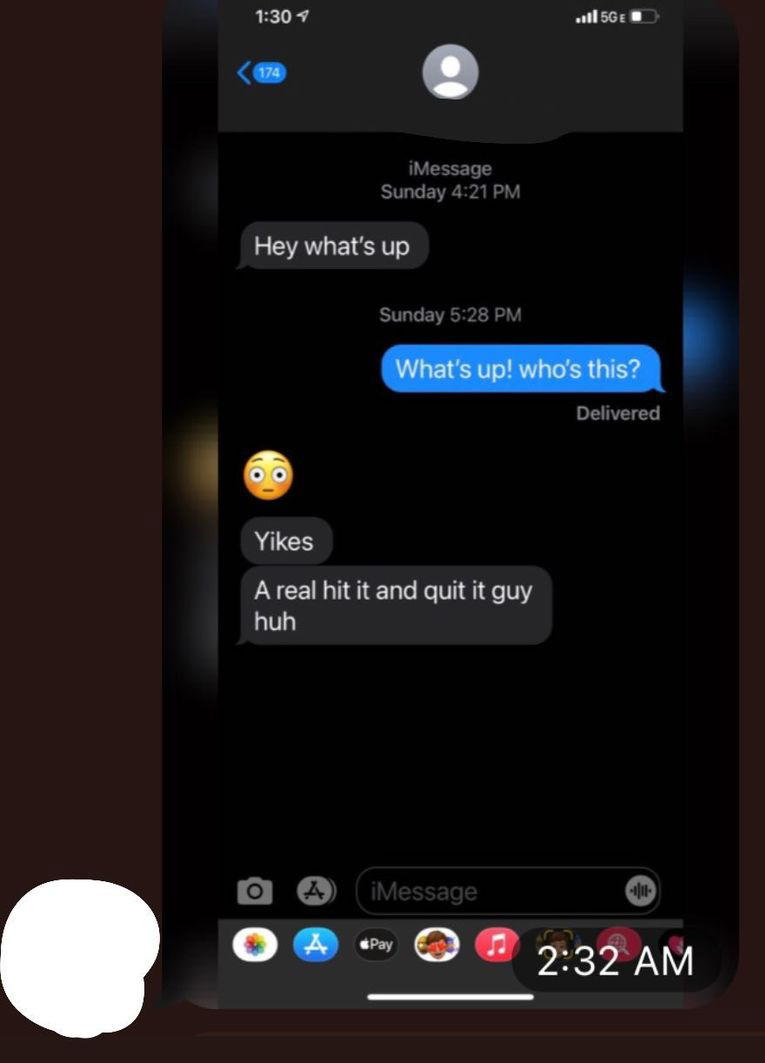 1:30
5G E
174
iMessage
Sunday 4:21 PM
Hey what's up
Sunday 5:28 PM
What's up! who's this?
Delivered
😳
Yikes
A real hit it and quit it guy
huh
iMessage
Pay
2:32 AM